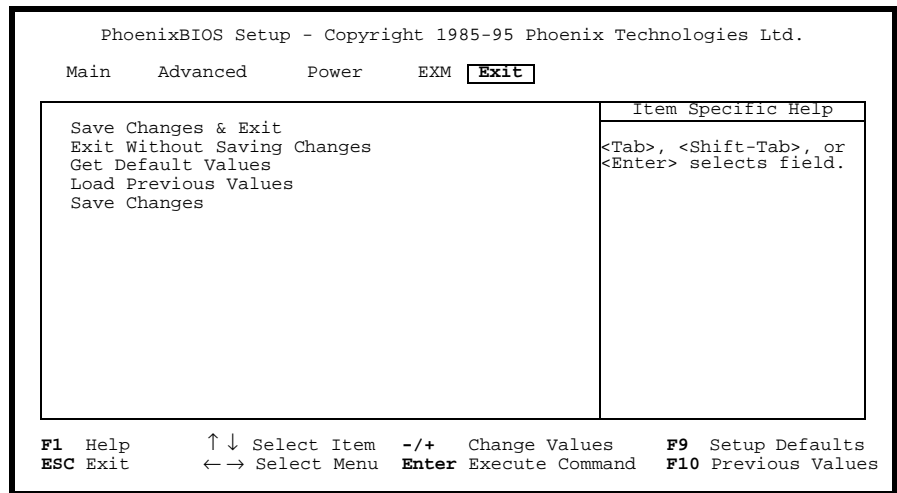 PhoenixBIOS Setup - Copyright 1985-95 Phoenix Technologies Ltd.
Main Advanced Power EXM Exit
Save Changes & Exit
Exit Without Saving Changes
Get Default Values
Load Previous Values
Save Changes
Item Specific Help
<Tab>, <Shift-Tab>, or
<Enter> selects field.
F1 Help ↑↓ Select Item -/+ Change Values F9 Setup Defaults
ESC Exit ←→ Select Menu Enter Execute Command F10 Previous Values